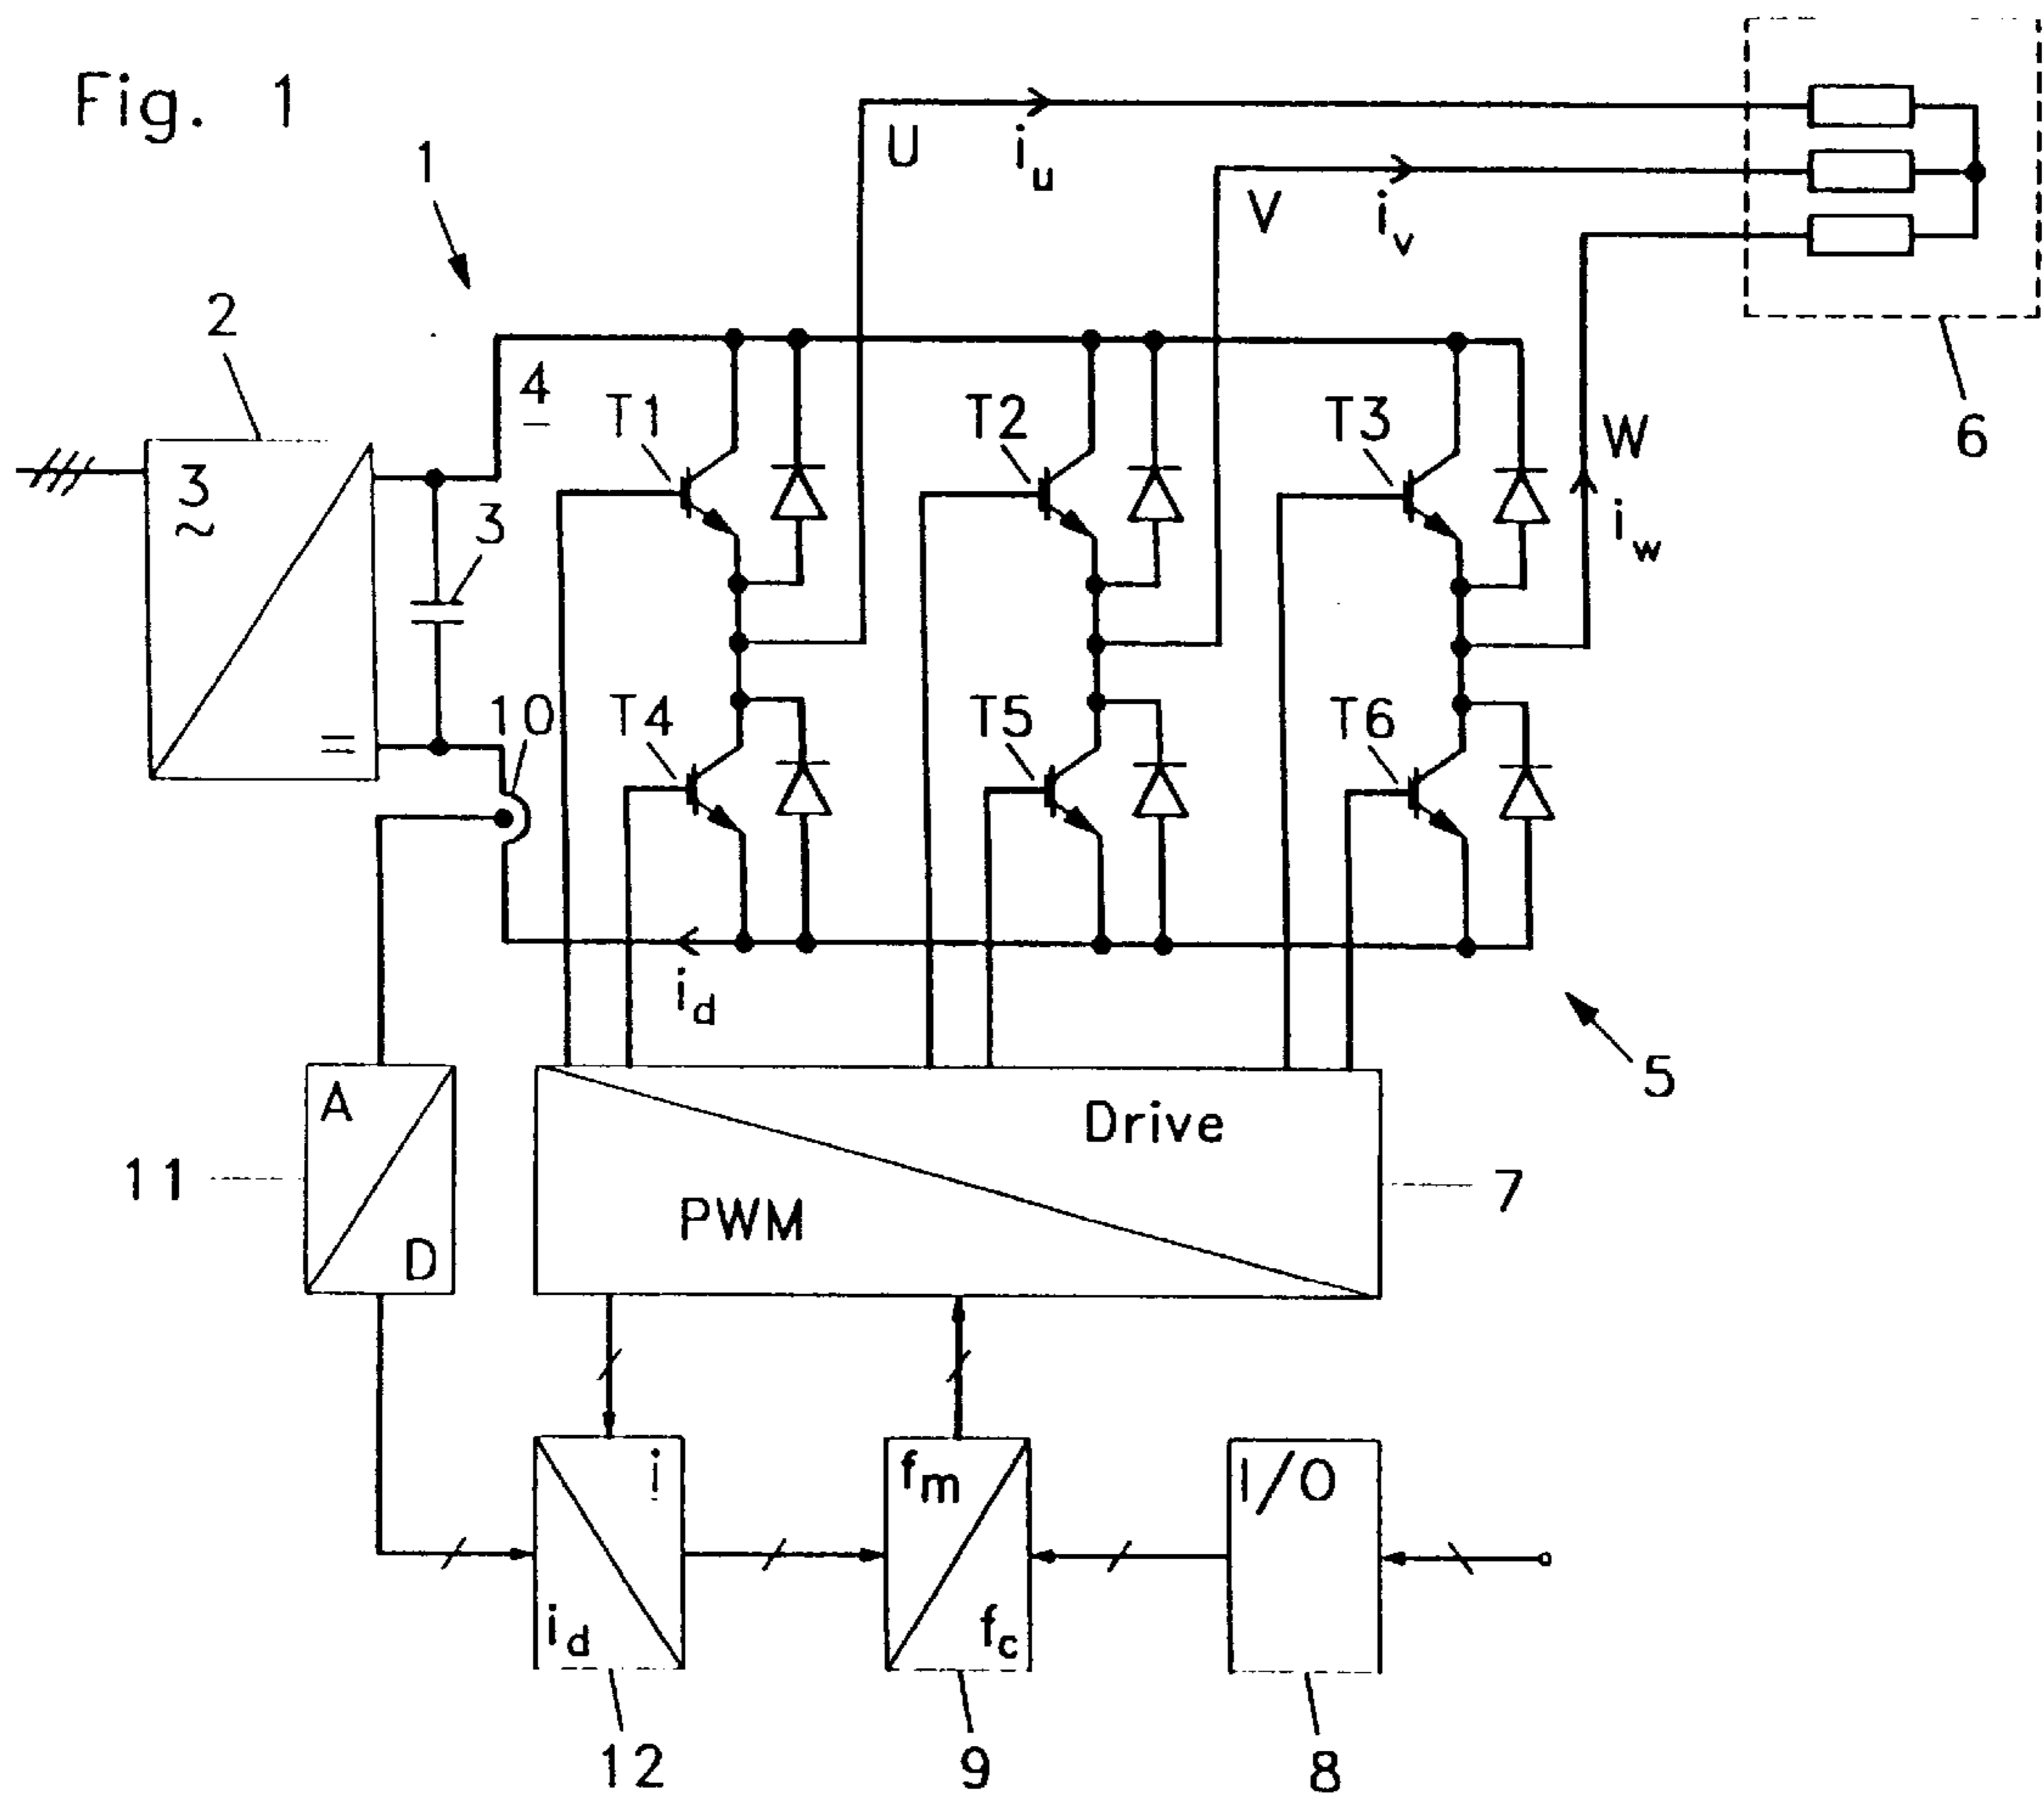 Fig. 1
1
U
i_u
V
i_v
2
4
T1
T2
T3
W
6
3
~
3
i_w
=
10
T4
T5
T6
i_d
5
A
D
11
Drive
PWM
7
i
i_d
f_m
f_c
I/O
12
9
8